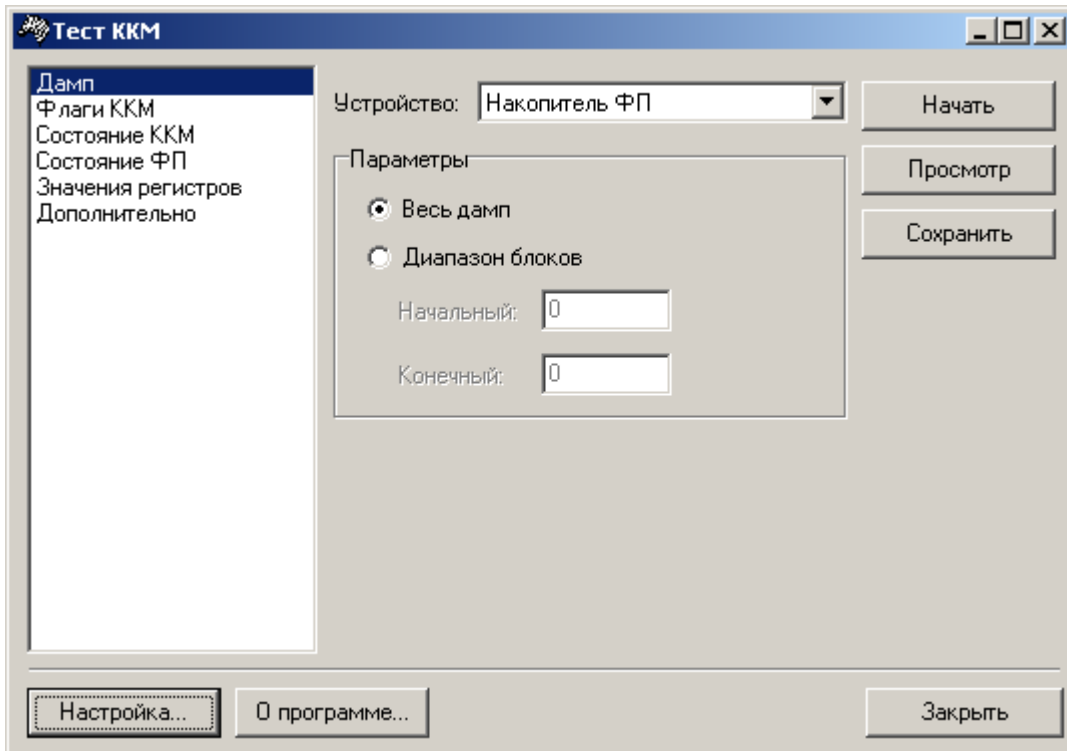 Тест ККМ
Дамп
Флаги ККМ
Состояние ККМ
Состояние ФП
Значения регистров
Дополнительно
Устройство: Накопитель ФП
Параметры
Весь дамп
Диапазон блоков
Начальный: 0
Конечный: 0
Начать
Просмотр
Сохранить
Настройка...
О программе...
Закрыть